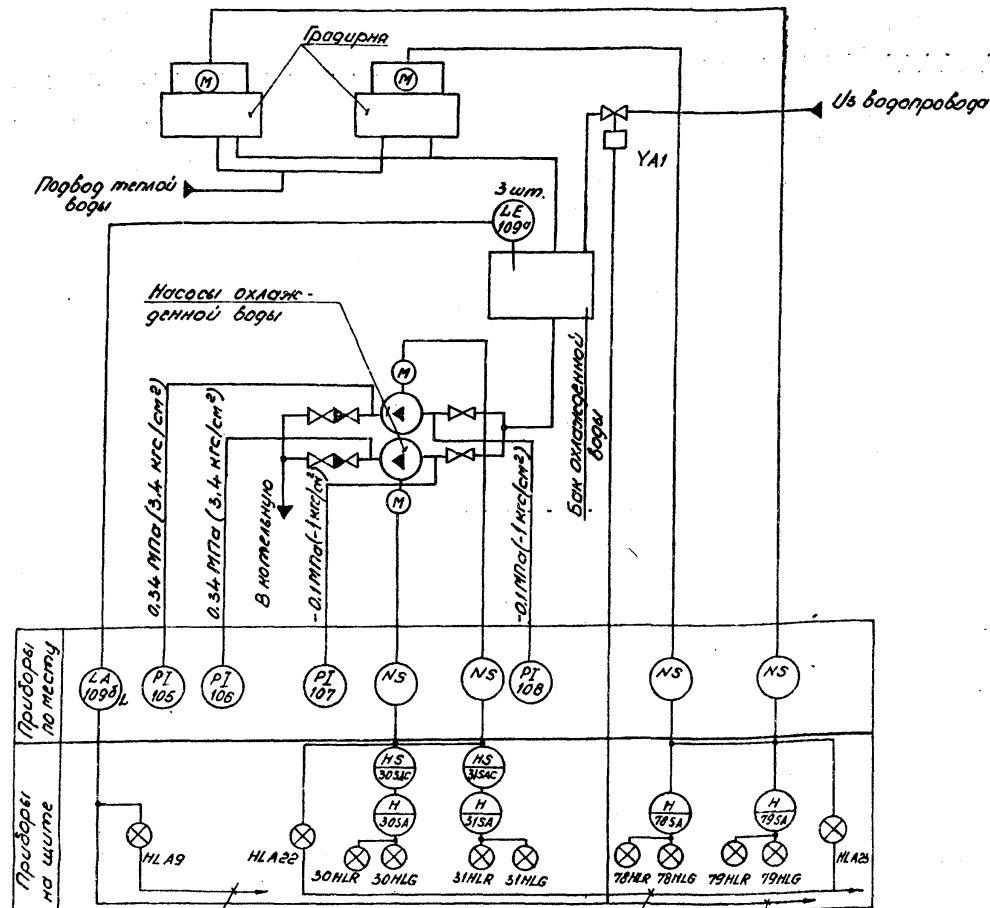 Градирня
М
М
Из водопровода
YA1
Подвод теплой
воды
3 шт.
LE
109а
Насосы охлаж-
денной воды
М
М
Бак охлажденной
воды
0.34 МПа (3.4 кгс/см²)
0.34 МПа (3.4 кгс/см²)
В котельную
-0.1 МПа (-1 кгс/см²)
-0.1 МПа (-1 кгс/см²)
Приборы
по месту
LA
109б
L
PI
105
PI
106
PI
107
NS
NS
PI
108
NS
NS
Приборы
на щите
HS
30SAC
HS
31SAC
H
30SA
H
31SA
H
78SA
H
79SA
HLA9
HLA22
30HLR
30HLG
31HLR
31HLG
78HLR
78HLG
79HLR
79HLG
HLA23